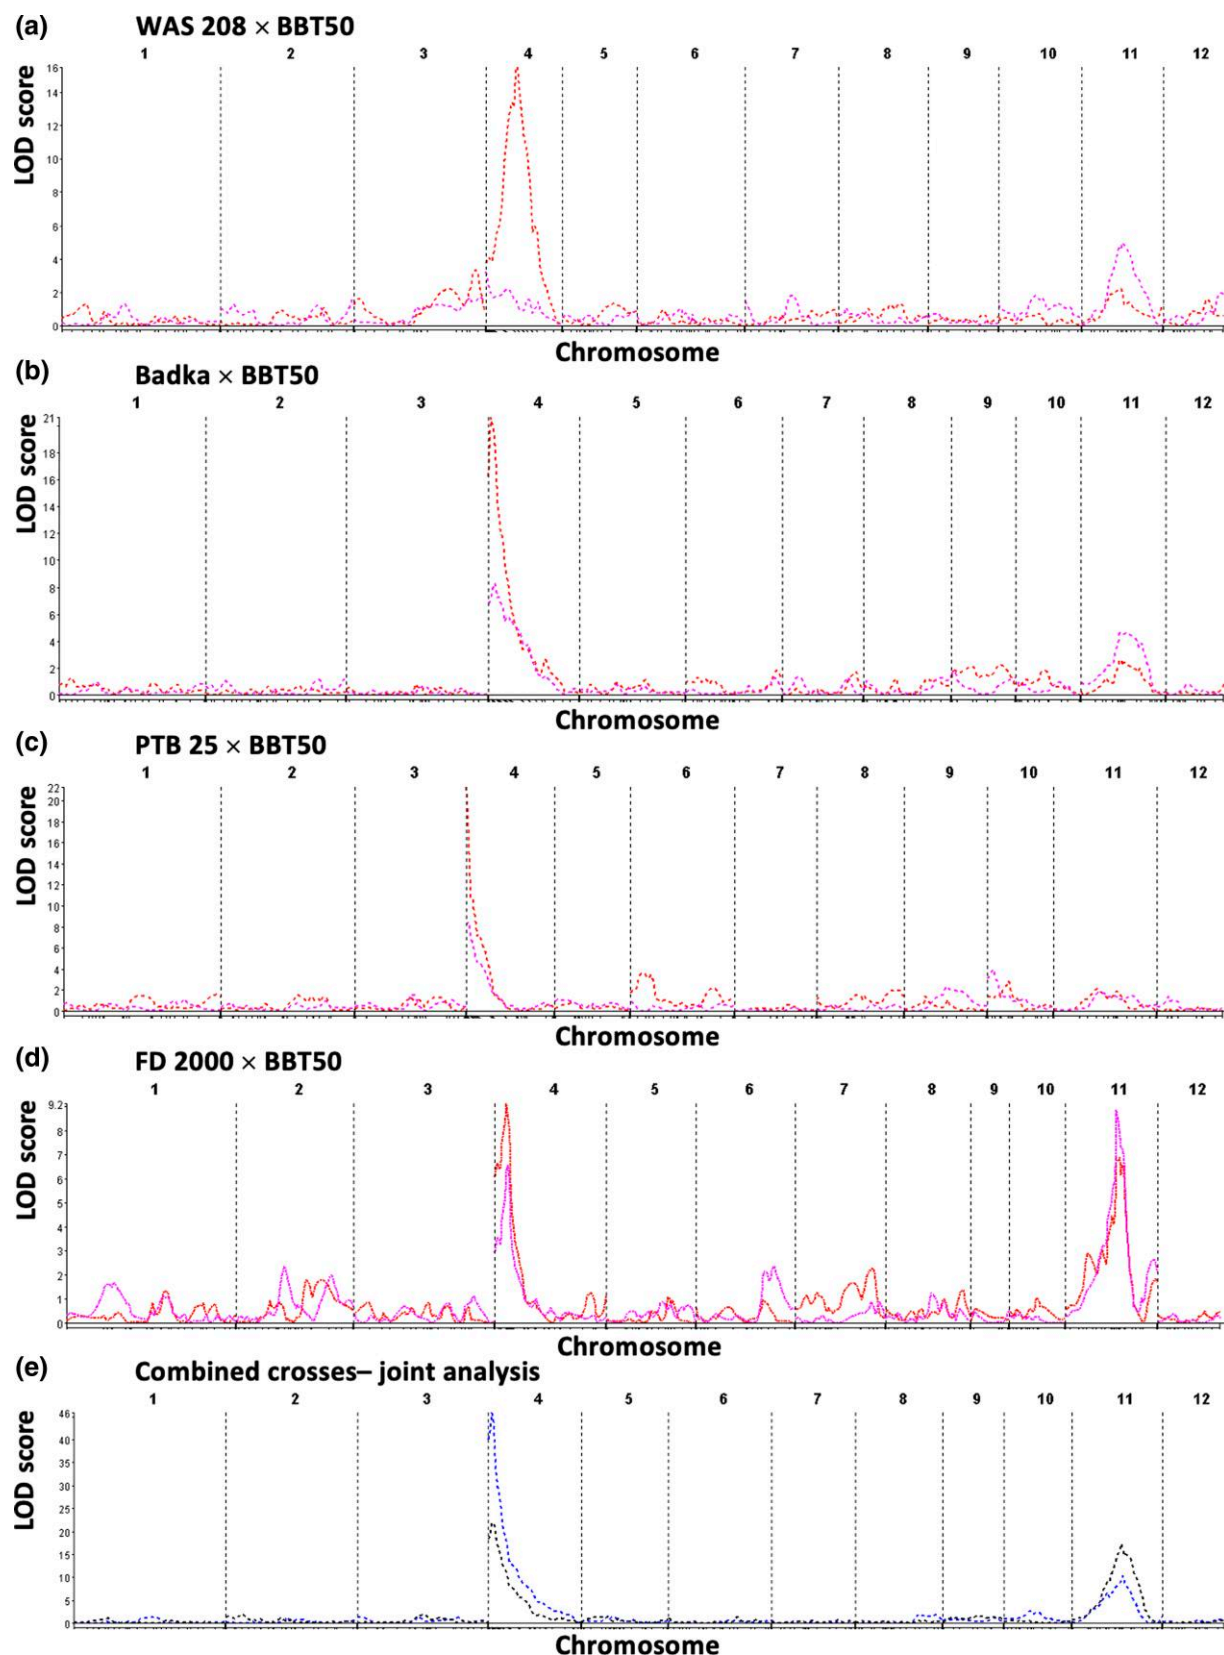 (a) WAS 208 × BBT50
1 2 3 4 5 6 7 8 9 10 11 12
LOD score
16
14
12
10
8
6
4
2
0
Chromosome
(b) Badka × BBT50
1 2 3 4 5 6 7 8 9 10 11 12
LOD score
21
18
16
14
12
10
8
6
4
2
0
Chromosome
(c) PTB 25 × BBT50
1 2 3 4 5 6 7 8 9 10 11 12
LOD score
22
20
18
16
14
12
10
8
6
4
2
0
Chromosome
(d) FD 2000 × BBT50
1 2 3 4 5 6 7 8 9 10 11 12
LOD score
9.2
8
7
6
5
4
3
2
1
0
Chromosome
(e) Combined crosses– joint analysis
1 2 3 4 5 6 7 8 9 10 11 12
LOD score
46
40
35
30
25
20
15
10
5
0
Chromosome